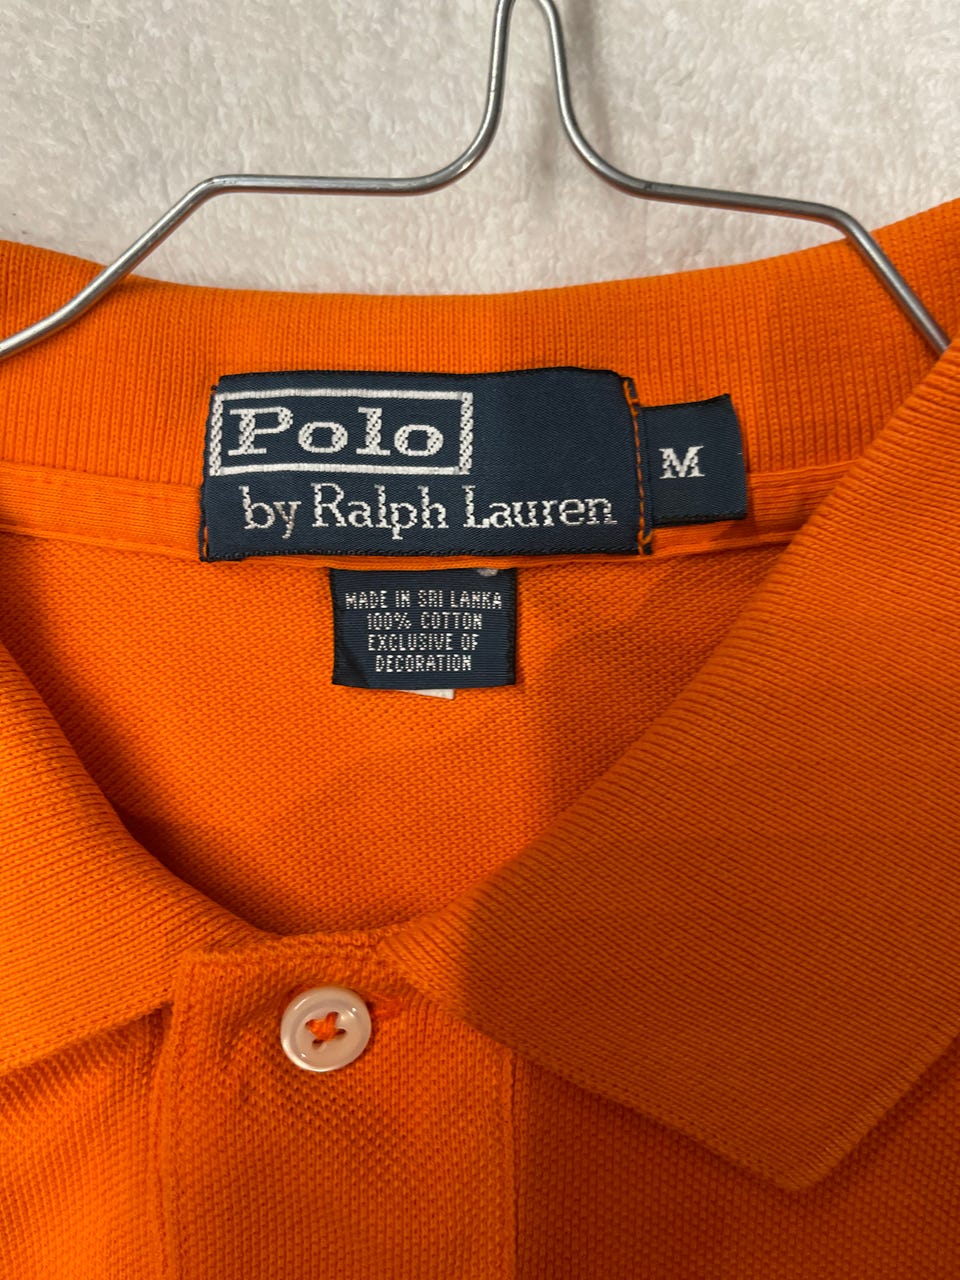 Polo
by Ralph Lauren
M
MADE IN SRI LANKA
100% COTTON
EXCLUSIVE OF
DECORATION